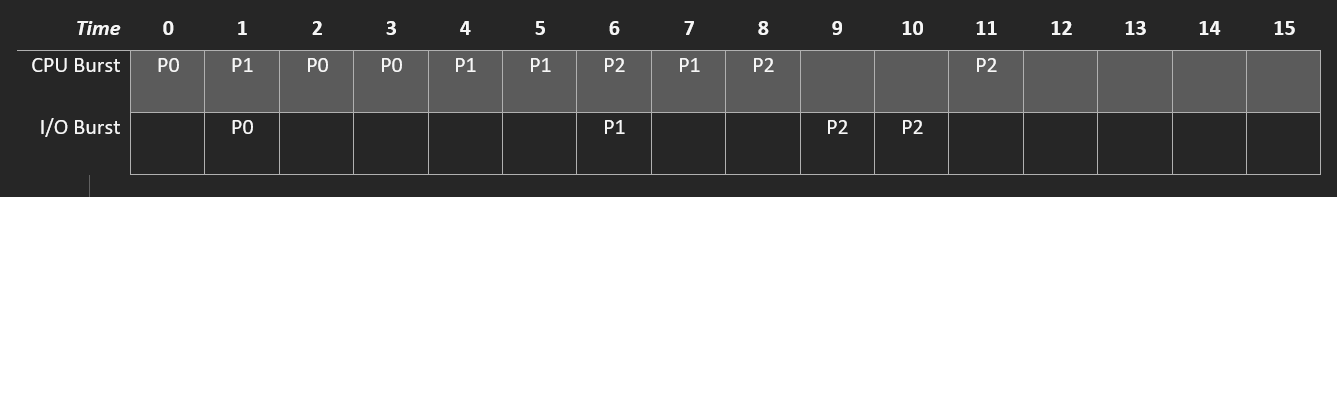 Time 0 1 2 3 4 5 6 7 8 9 10 11 12 13 14 15
CPU Burst P0 P1 P0 P0 P1 P1 P2 P1 P2 P2
I/O Burst P0 P1 P2 P2